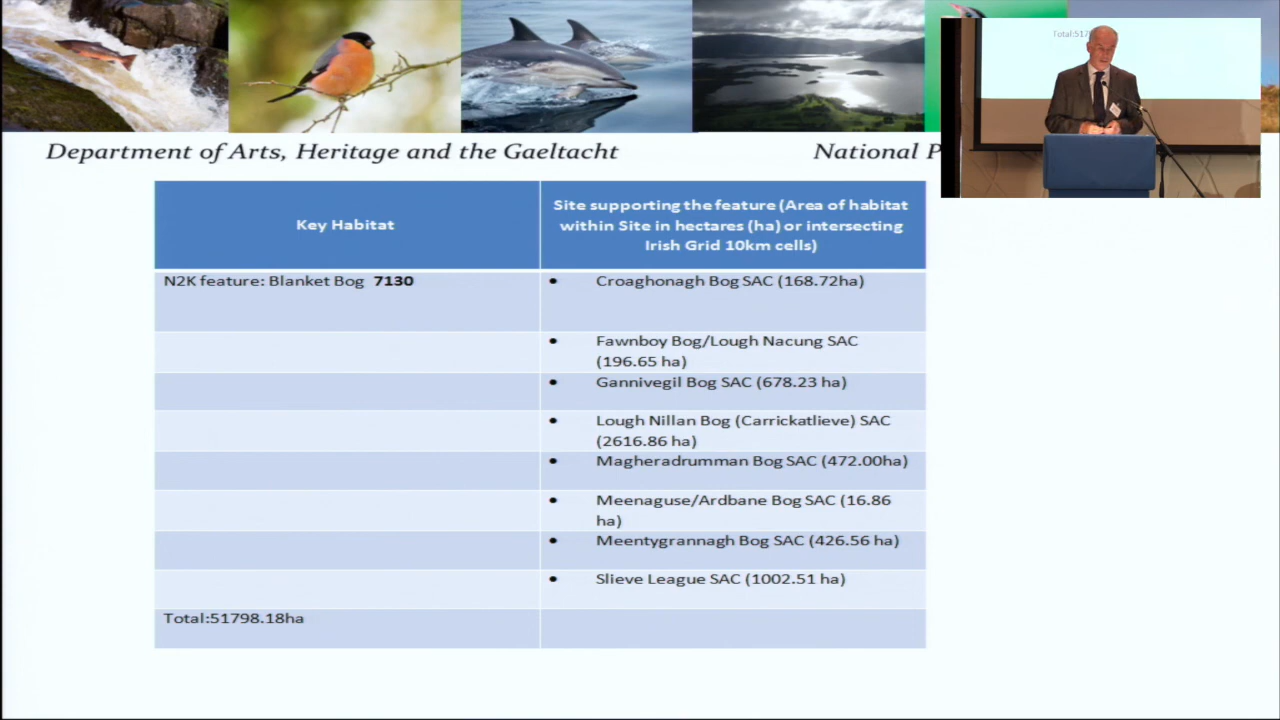 Department of Arts, Heritage and the Gaeltacht
National P
Key Habitat
Site supporting the feature (Area of habitat
within Site in hectares (ha) or intersecting
Irish Grid 10km cells)
N2K feature: Blanket Bog 7130
• Croaghonagh Bog SAC (168.72ha)
• Fawnboy Bog/Lough Nacung SAC
(196.65 ha)
• Gannivegil Bog SAC (678.23 ha)
• Lough Nillan Bog (Carrickatlieve) SAC
(2616.86 ha)
• Magheradrumman Bog SAC (472.00ha)
• Meenaguse/Ardbane Bog SAC (16.86
ha)
• Meentygrannagh Bog SAC (426.56 ha)
• Slieve League SAC (1002.51 ha)
Total:51798.18ha
Total:517